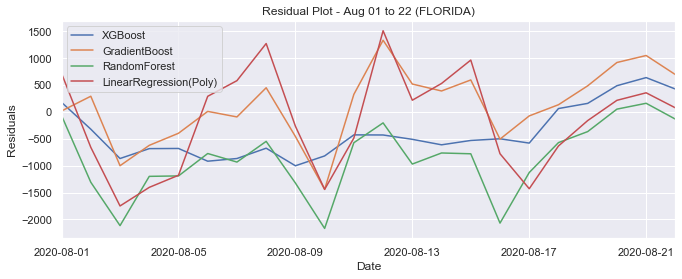 Residual Plot - Aug 01 to 22 (FLORIDA)
XGBoost
GradientBoost
RandomForest
LinearRegression(Poly)
Residuals
1500
1000
500
0
−500
−1000
−1500
−2000
2020-08-01 2020-08-05 2020-08-09 2020-08-13 2020-08-17 2020-08-21
Date